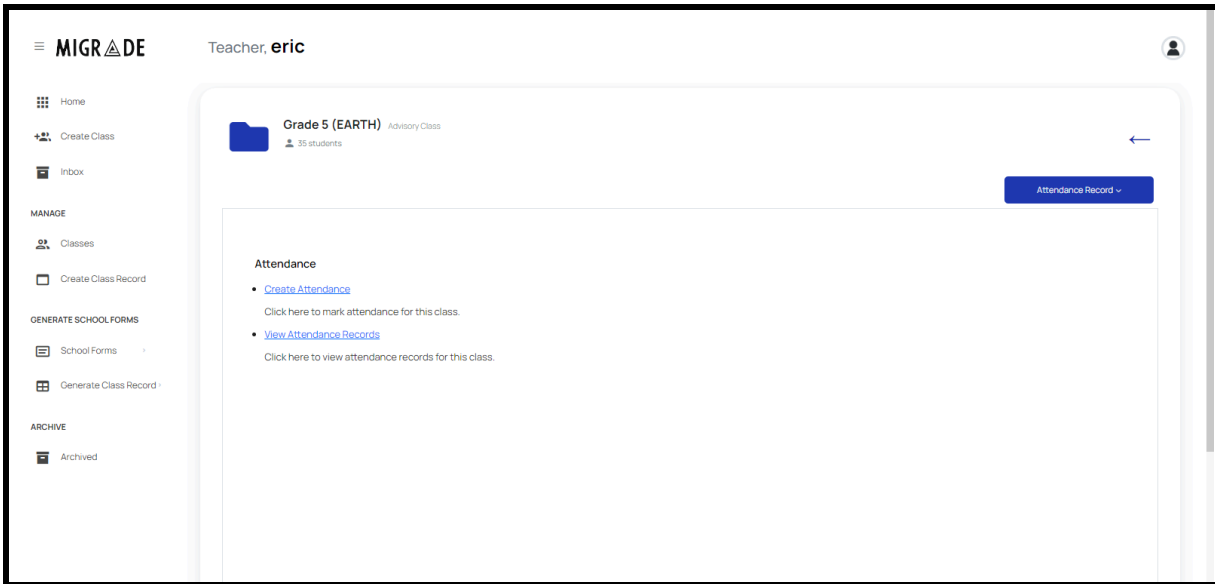 MIGRADE
Teacher, eric
Home
Create Class
Inbox
MANAGE
Classes
Create Class Record
GENERATE SCHOOL FORMS
School Forms
Generate Class Record
ARCHIVE
Archived
Grade 5 (EARTH) Advisory Class
35 students
Attendance Record
Attendance
Create Attendance
Click here to mark attendance for this class.
View Attendance Records
Click here to view attendance records for this class.